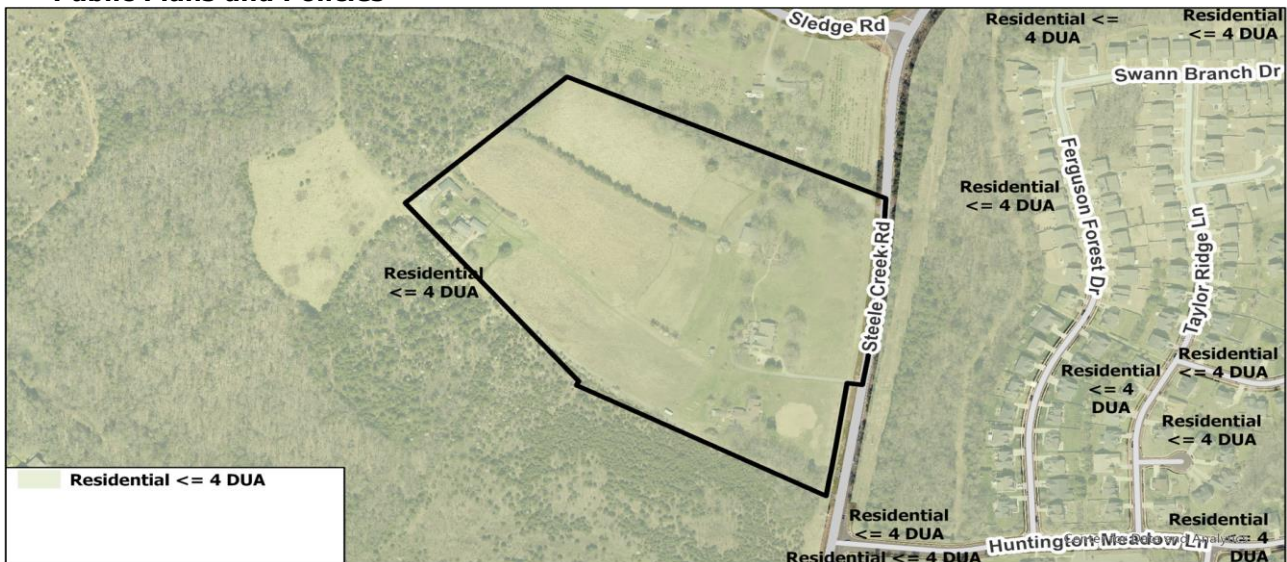 Public Plans and Policies
Sledge Rd
Residential <=
4 DUA
Residential
<= 4 DUA
Swann Branch Dr
Ferguson Forest Dr
Residential
<= 4 DUA
Taylor Ridge Ln
Steele Creek Rd
Residential
<= 4 DUA
Residential
<= 4 DUA
Residential
<= 4
DUA
Residential
<= 4 DUA
Residential <= 4 DUA
Residential
<= 4 DUA
Residential
<= 4
DUA
Huntington Meadow Ln
Residential <= 4 DUA